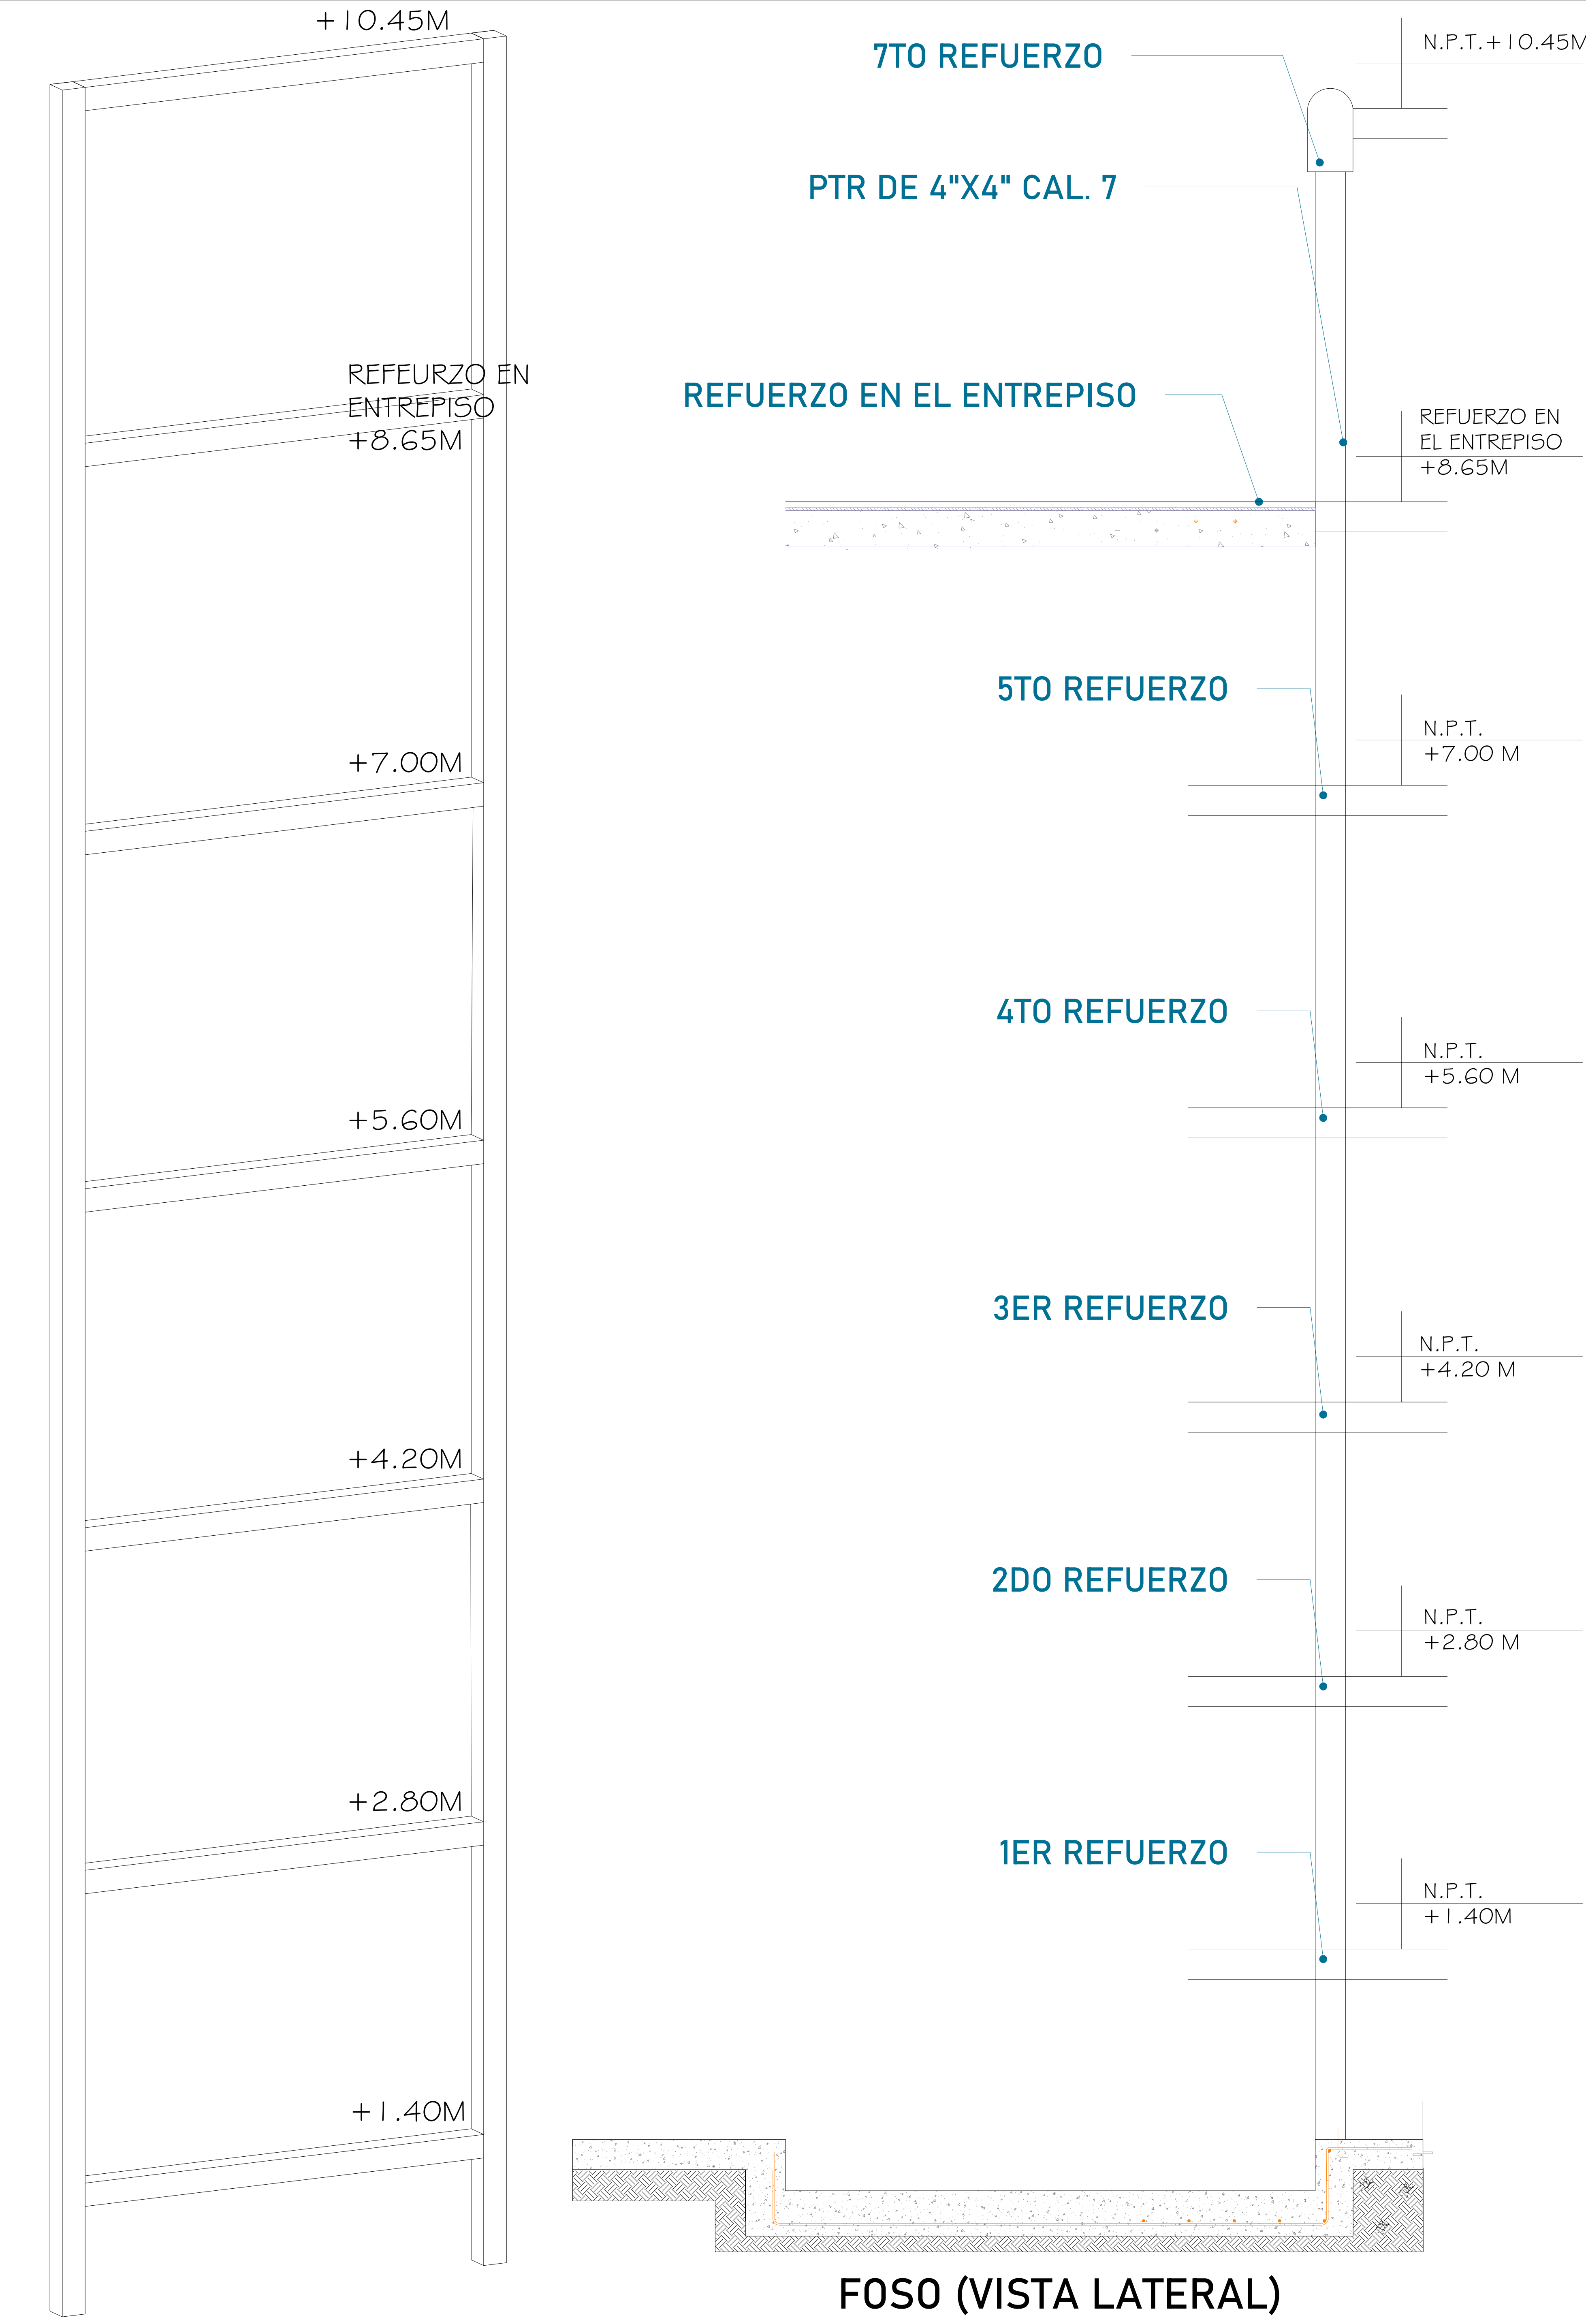 +10.45M
REFEURZO EN
ENTREPISO
+8.65M
+7.00M
+5.60M
+4.20M
+2.80M
+1.40M
7TO REFUERZO
N.P.T.+10.45M
PTR DE 4"X4" CAL. 7
REFUERZO EN EL ENTREPISO
REFUERZO EN
EL ENTREPISO
+8.65M
5TO REFUERZO
N.P.T.
+7.00 M
4TO REFUERZO
N.P.T.
+5.60 M
3ER REFUERZO
N.P.T.
+4.20 M
2DO REFUERZO
N.P.T.
+2.80 M
1ER REFUERZO
N.P.T.
+1.40M
FOSO (VISTA LATERAL)